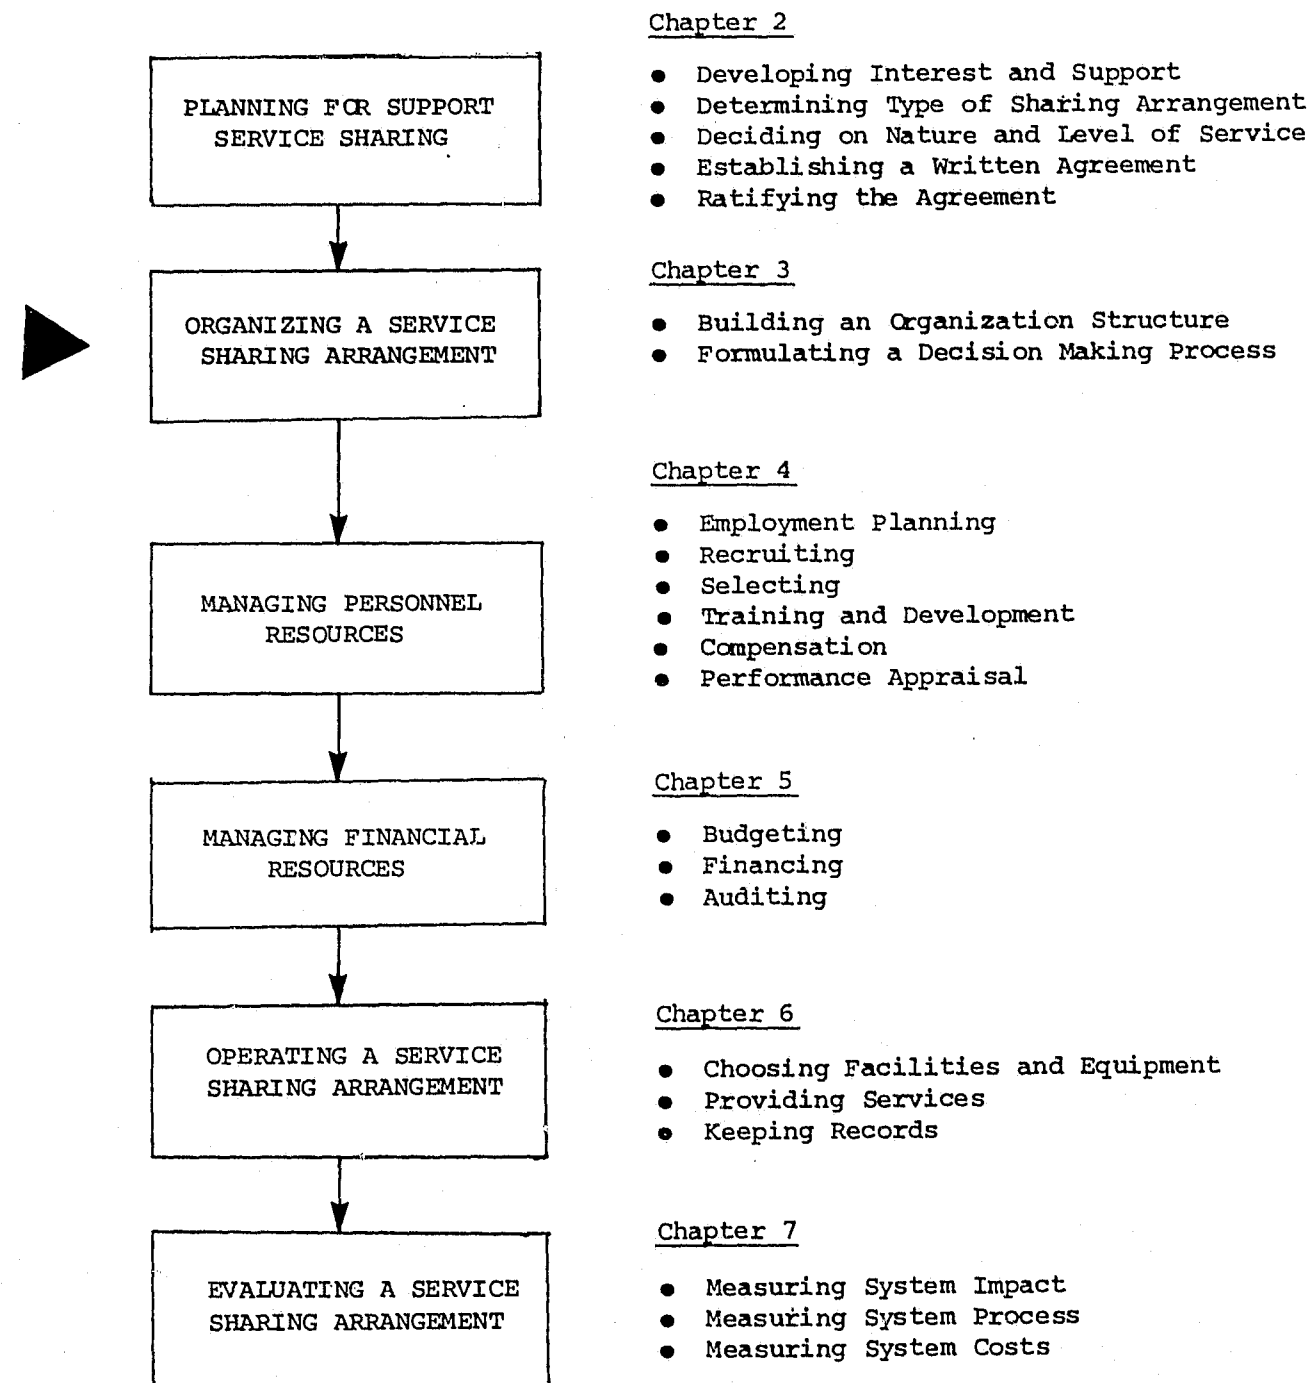 Chapter 2
PLANNING FOR SUPPORT
SERVICE SHARING
● Developing Interest and Support
● Determining Type of Sharing Arrangement
● Deciding on Nature and Level of Service
● Establishing a Written Agreement
● Ratifying the Agreement
Chapter 3
ORGANIZING A SERVICE
SHARING ARRANGEMENT
● Building an Organization Structure
● Formulating a Decision Making Process
Chapter 4
MANAGING PERSONNEL
RESOURCES
● Employment Planning
● Recruiting
● Selecting
● Training and Development
● Compensation
● Performance Appraisal
Chapter 5
MANAGING FINANCIAL
RESOURCES
● Budgeting
● Financing
● Auditing
Chapter 6
OPERATING A SERVICE
SHARING ARRANGEMENT
● Choosing Facilities and Equipment
● Providing Services
● Keeping Records
Chapter 7
EVALUATING A SERVICE
SHARING ARRANGEMENT
● Measuring System Impact
● Measuring System Process
● Measuring System Costs